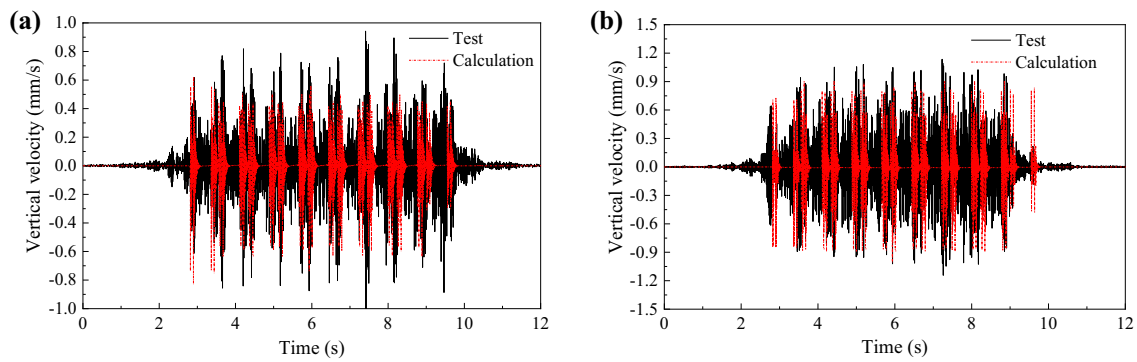 (a)
1.0
0.8
0.6
0.4
0.2
0.0
-0.2
-0.4
-0.6
-0.8
-1.0
Vertical velocity (mm/s)
Test
Calculation
0 2 4 6 8 10 12
Time (s)
(b)
1.5
1.2
0.9
0.6
0.3
0.0
-0.3
-0.6
-0.9
-1.2
-1.5
Vertical velocity (mm/s)
Test
Calculation
0 2 4 6 8 10 12
Time (s)